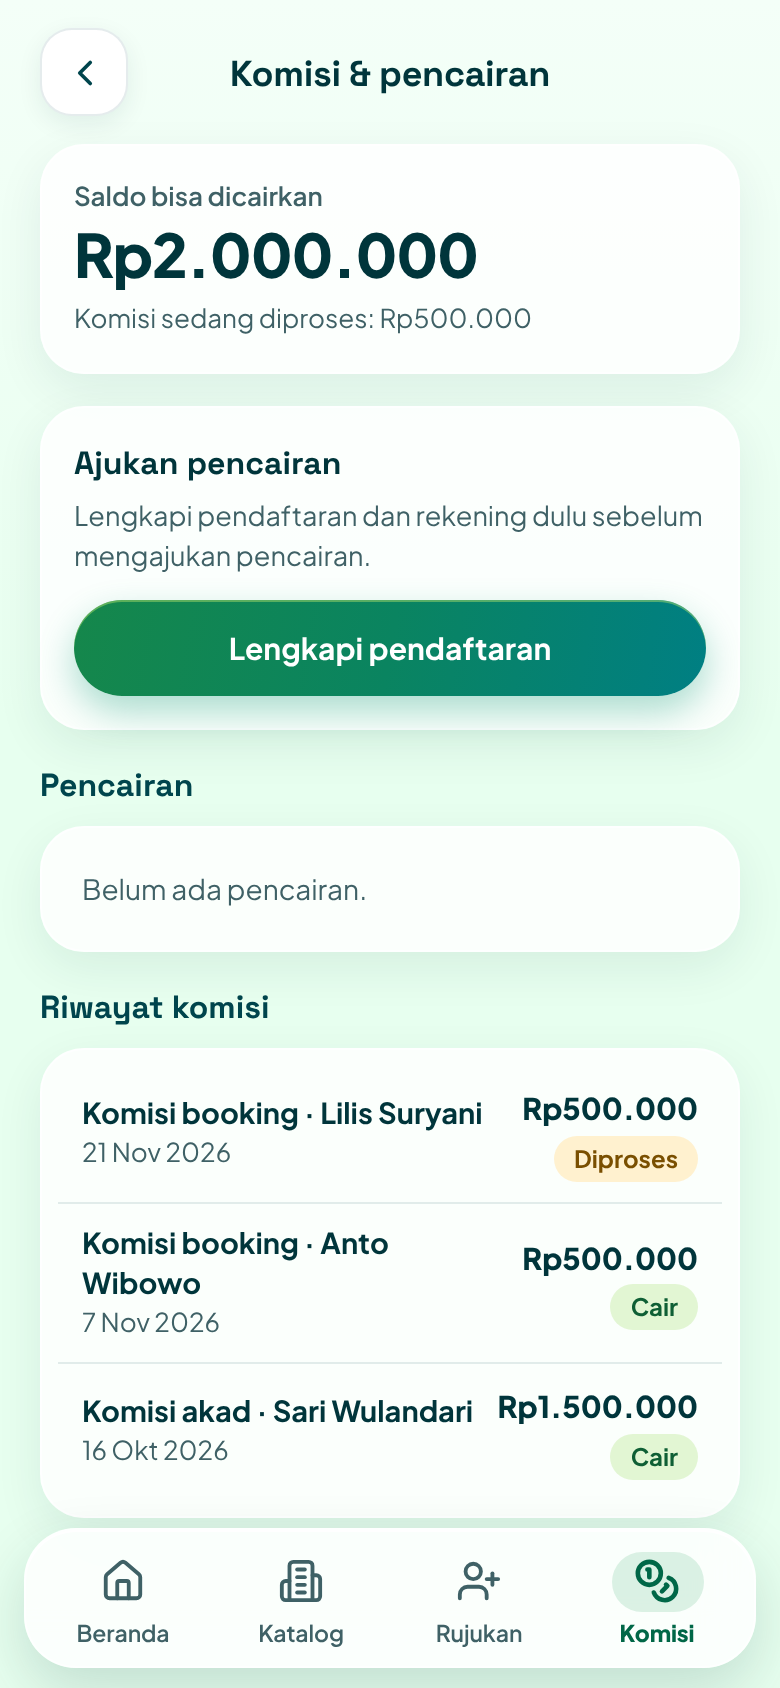 Komisi & pencairan
Saldo bisa dicairkan
Rp2.000.000
Komisi sedang diproses: Rp500.000
Ajukan pencairan
Lengkapi pendaftaran dan rekening dulu sebelum
mengajukan pencairan.
Lengkapi pendaftaran
Pencairan
Belum ada pencairan.
Riwayat komisi
Komisi booking · Lilis Suryani
21 Nov 2026
Rp500.000
Diproses
Komisi booking · Anto
Wibowo
7 Nov 2026
Rp500.000
Cair
Komisi akad · Sari Wulandari
16 Okt 2026
Rp1.500.000
Cair
Beranda
Katalog
Rujukan
Komisi